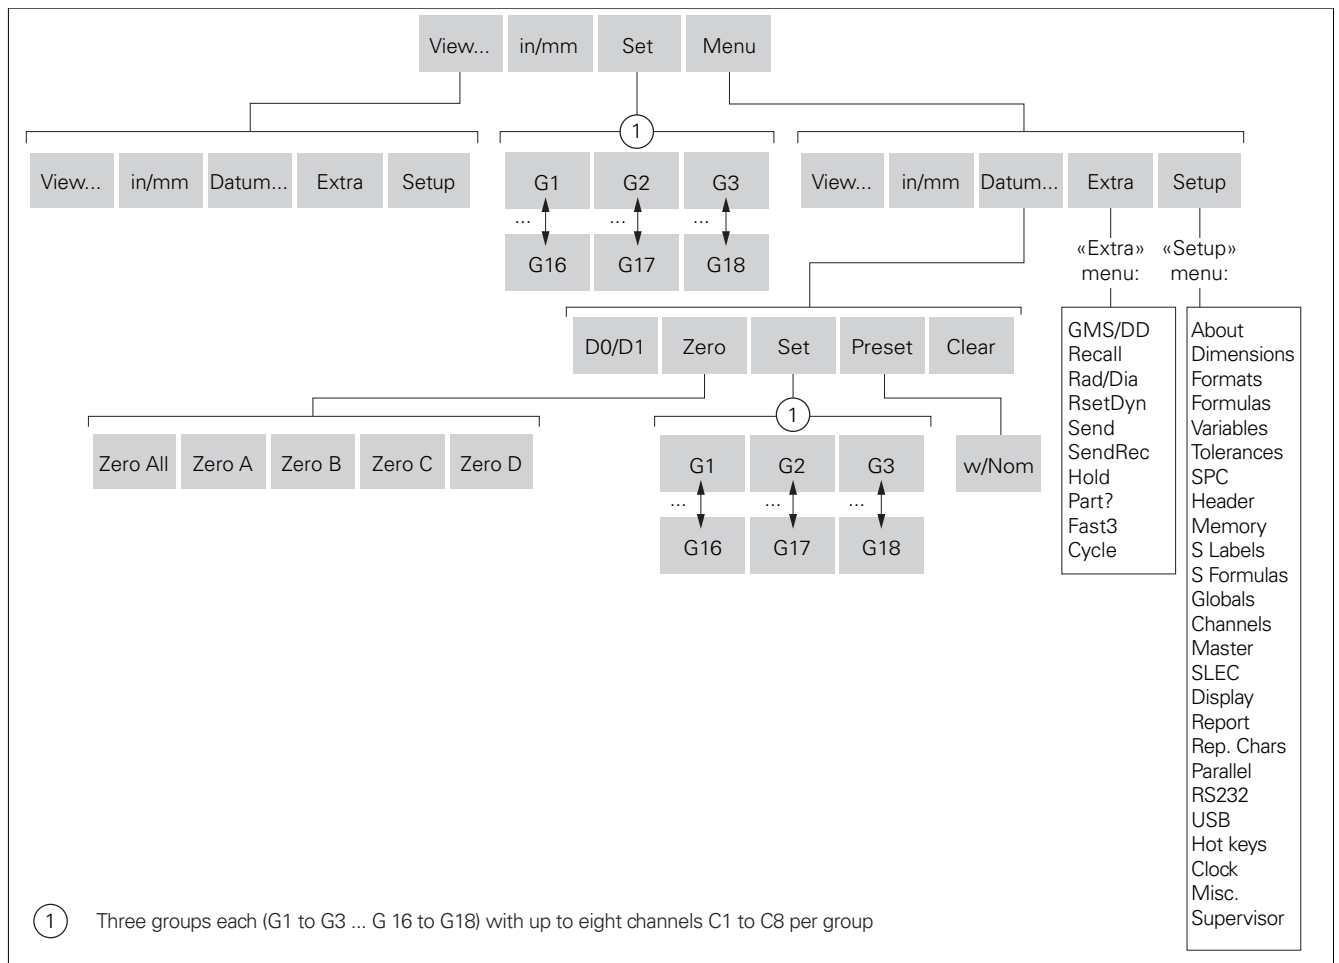 View... in/mm Set Menu
1
View... in/mm Datum... Extra Setup
G1 G2 G3
... ... ...
G16 G17 G18
View... in/mm Datum... Extra Setup
«Extra»
menu:
«Setup»
menu:
D0/D1 Zero Set Preset Clear
Zero All Zero A Zero B Zero C Zero D
1
G1 G2 G3
... ... ...
G16 G17 G18
w/Nom
GMS/DD
Recall
Rad/Dia
RsetDyn
Send
SendRec
Hold
Part?
Fast3
Cycle
About
Dimensions
Formats
Formulas
Variables
Tolerances
SPC
Header
Memory
S Labels
S Formulas
Globals
Channels
Master
SLEC
Display
Report
Rep. Chars
Parallel
RS232
USB
Hot keys
Clock
Misc.
Supervisor
1 Three groups each (G1 to G3 ... G 16 to G18) with up to eight channels C1 to C8 per group